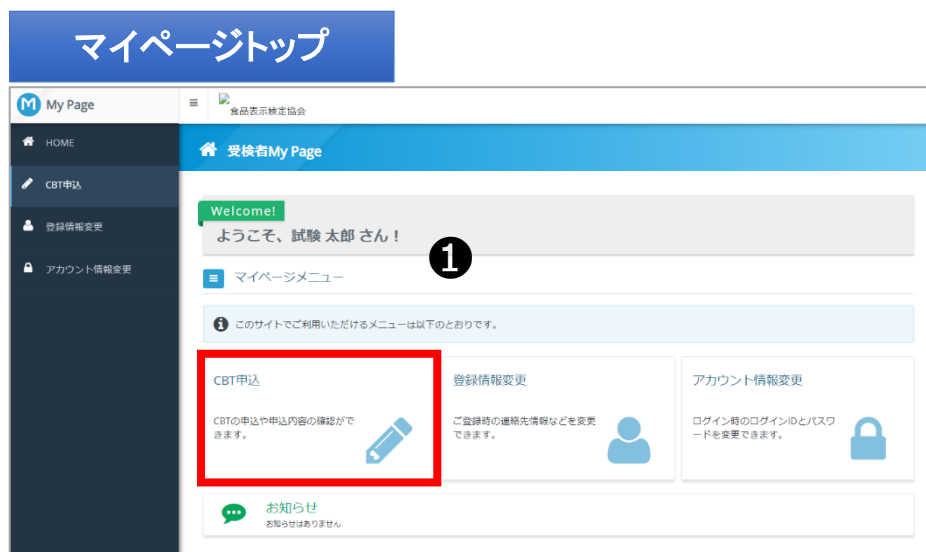 マイページトップ
My Page
食品表示検定協会
HOME
受検者My Page
CBT申込
Welcome!
登録情報変更
ようこそ、試験 太郎 さん！
❶
アカウント情報変更
マイページメニュー
このサイトでご利用いただけるメニューは以下のとおりです。
CBT申込
CBTの申込や申込内容の確認がで
きます。
登録情報変更
ご登録時の連絡先情報などを変更
できます。
アカウント情報変更
ログイン時のログインIDとパスワ
ードを変更できます。
お知らせ
お知らせはありません